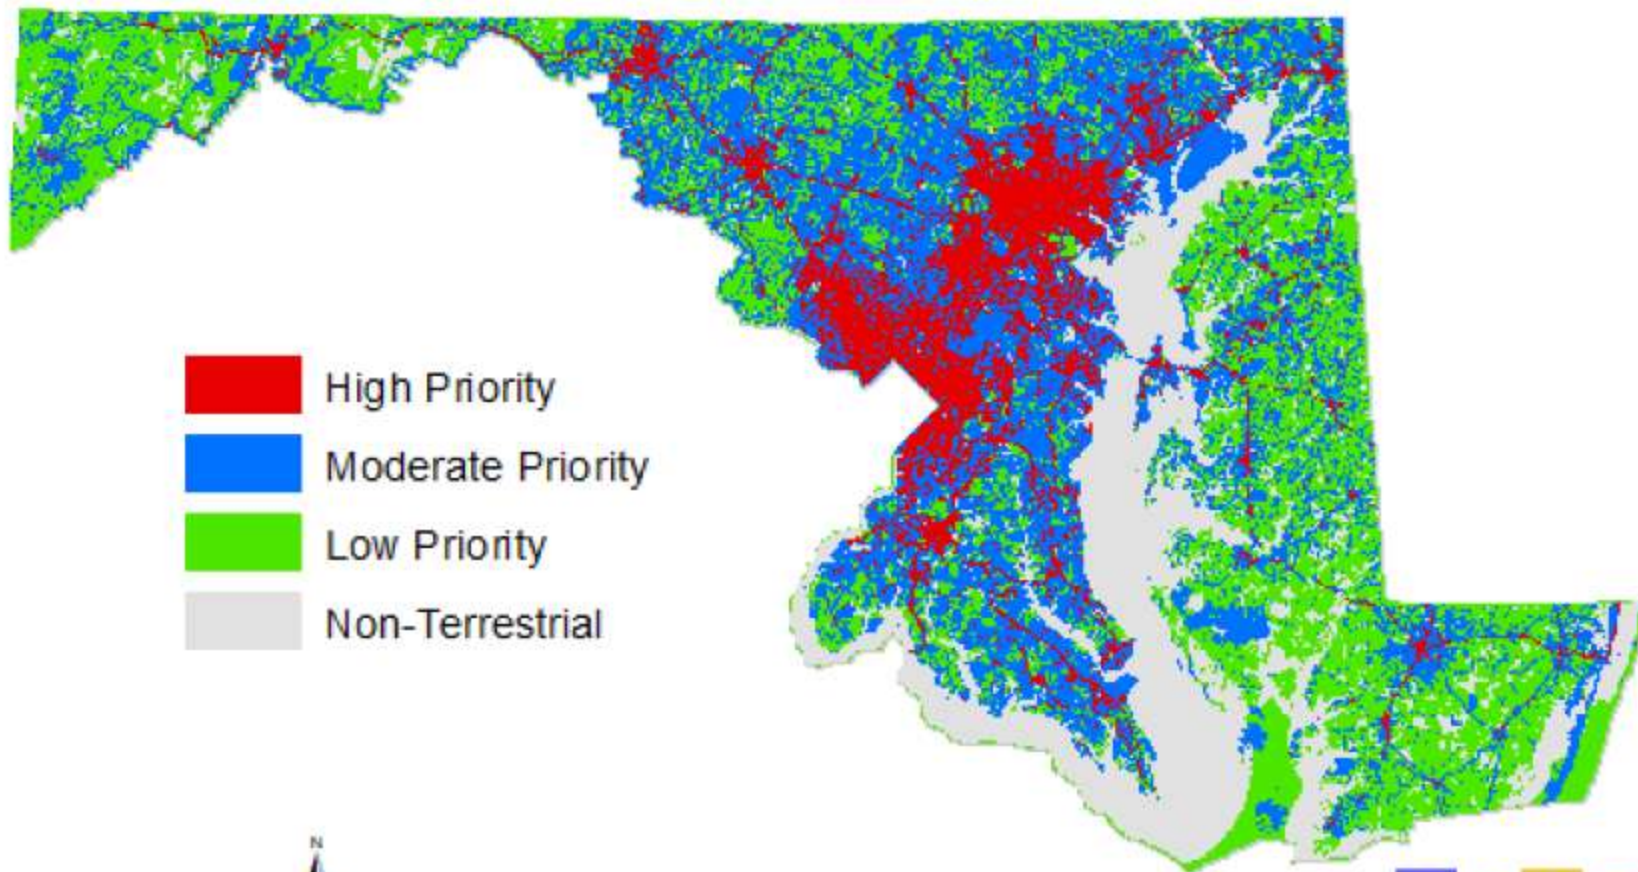 High Priority
Moderate Priority
Low Priority
Non-Terrestrial
N